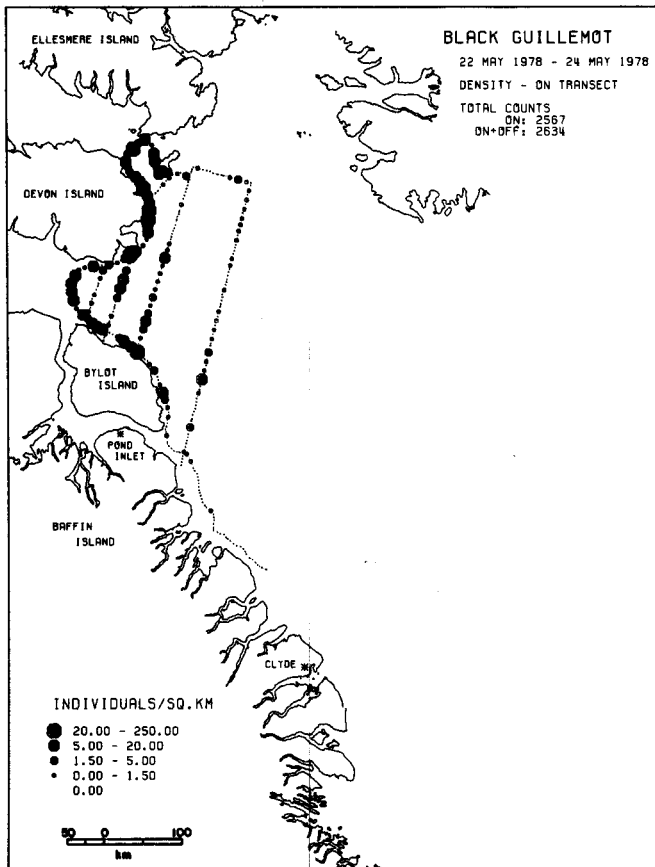 ELLESMERE ISLAND
BLACK GUILLEMOT
22 MAY 1978 - 24 MAY 1978
DENSITY - ON TRANSECT
TOTAL COUNTS
ON: 2567
ON+OFF: 2634
DEVON ISLAND
BYLOT
ISLAND
POND
INLET
BAFFIN
ISLAND
CLYDE
INDIVIDUALS/SQ.KM
20.00 - 250.00
5.00 - 20.00
1.50 - 5.00
0.00 - 1.50
0.00
50 0 100
km